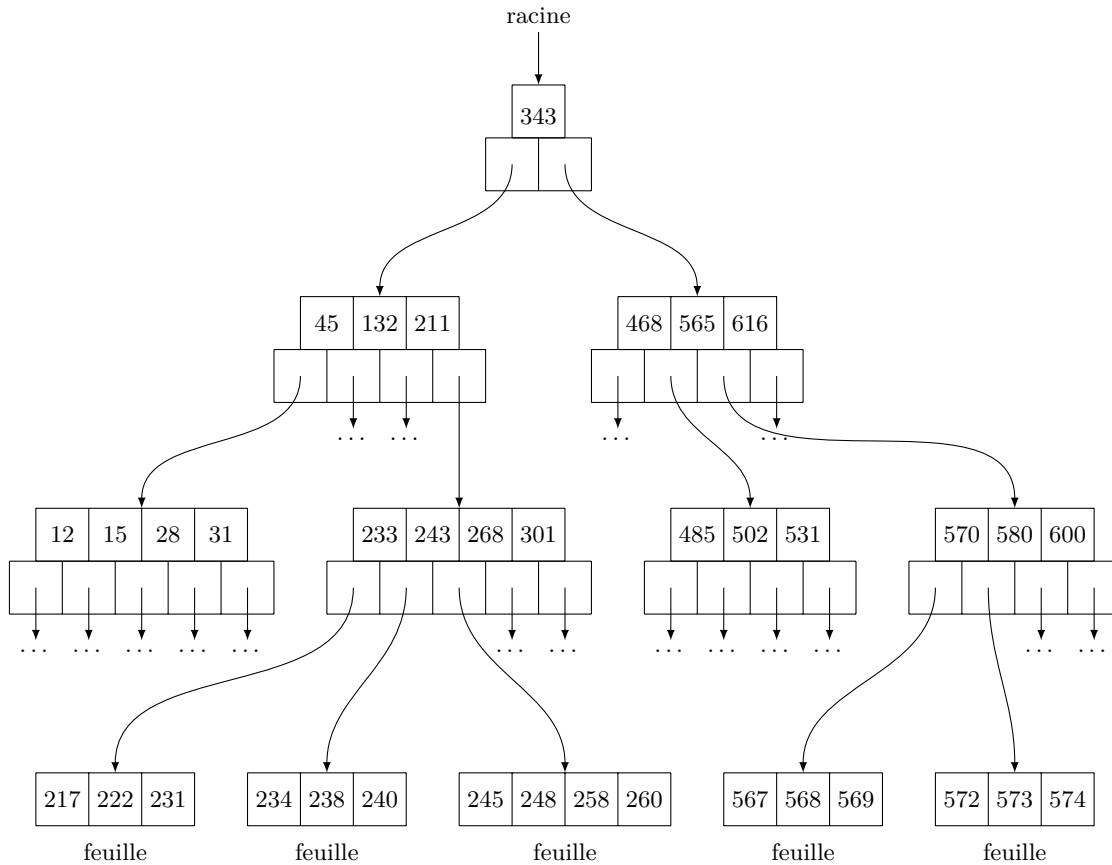 racine
343
45 132 211 468 565 616
... ... ... ...
12 15 28 31 233 243 268 301 485 502 531 570 580 600
... ... ... ... ... ... ... ... ... ... ... ... ...
217 222 231 234 238 240 245 248 258 260 567 568 569 572 573 574
feuille feuille feuille feuille feuille